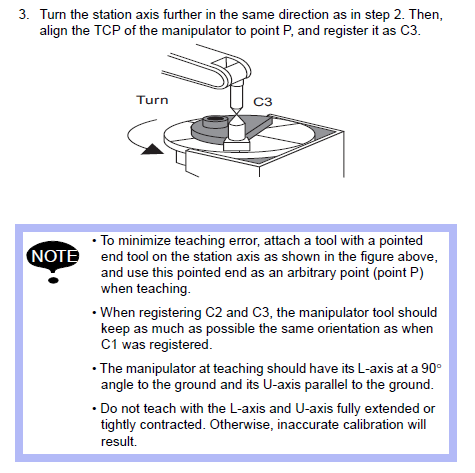 3. Turn the station axis further in the same direction as in step 2. Then,
align the TCP of the manipulator to point P, and register it as C3.
Turn
C3
NOTE
• To minimize teaching error, attach a tool with a pointed
end tool on the station axis as shown in the figure above,
and use this pointed end as an arbitrary point (point P)
when teaching.
• When registering C2 and C3, the manipulator tool should
keep as much as possible the same orientation as when
C1 was registered.
• The manipulator at teaching should have its L-axis at a 90°
angle to the ground and its U-axis parallel to the ground.
• Do not teach with the L-axis and U-axis fully extended or
tightly contracted. Otherwise, inaccurate calibration will
result.